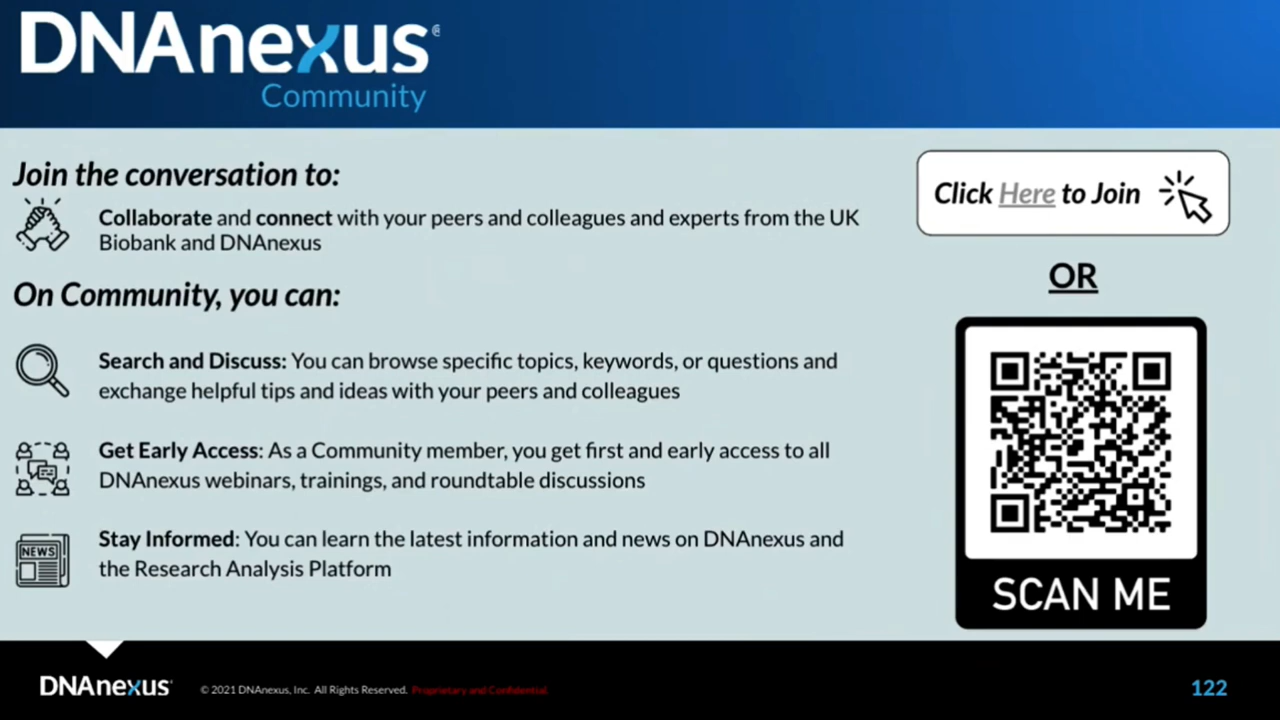 DNAnexus®
Community
Join the conversation to:
Collaborate and connect with your peers and colleagues and experts from the UK
Biobank and DNAnexus
On Community, you can:
Search and Discuss: You can browse specific topics, keywords, or questions and
exchange helpful tips and ideas with your peers and colleagues
Get Early Access: As a Community member, you get first and early access to all
DNAnexus webinars, trainings, and roundtable discussions
NEWS
Stay Informed: You can learn the latest information and news on DNAnexus and
the Research Analysis Platform
Click Here to Join
OR
SCAN ME
DNAnexus
© 2021 DNAnexus, Inc. All Rights Reserved. Proprietary and Confidential
122